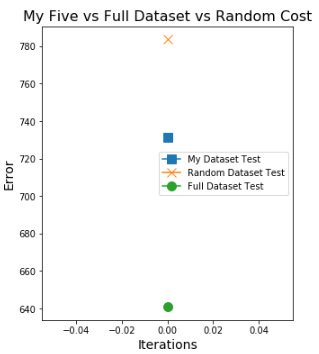 My Five vs Full Dataset vs Random Cost
780
760
740
720
700
680
660
640
Error
My Dataset Test
Random Dataset Test
Full Dataset Test
−0.04
−0.02
0.00
0.02
0.04
Iterations